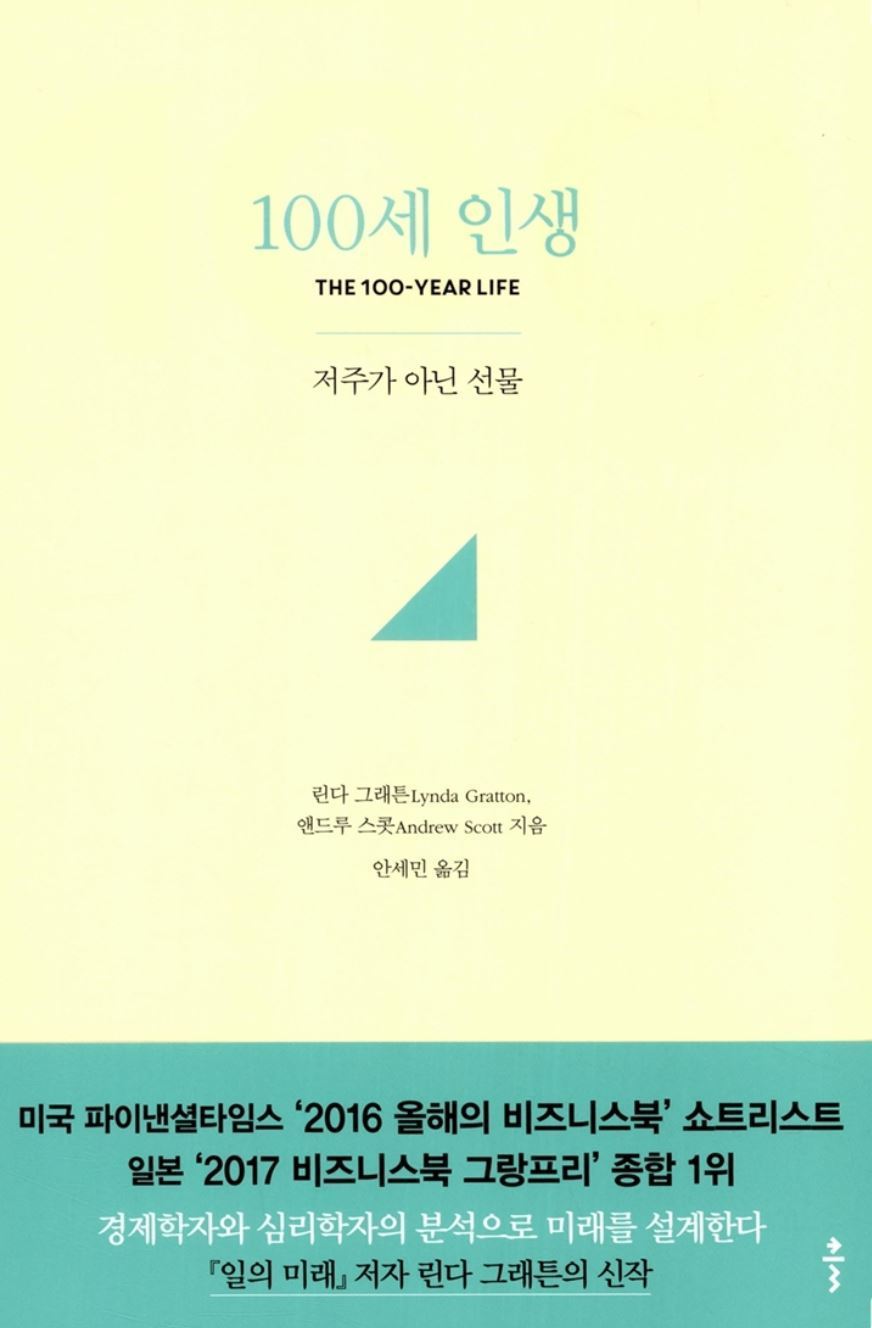 100세 인생
THE 100-YEAR LIFE
저주가 아닌 선물
린다 그래튼Lynda Gratton,
앤드루 스콧Andrew Scott 지음
안세민 옮김
미국 파이낸셜타임스 ‘2016 올해의 비즈니스북’ 쇼트리스트
일본 ‘2017 비즈니스북 그랑프리’ 종합 1위
경제학자와 심리학자의 분석으로 미래를 설계한다
『일의 미래』 저자 린다 그래튼의 신작